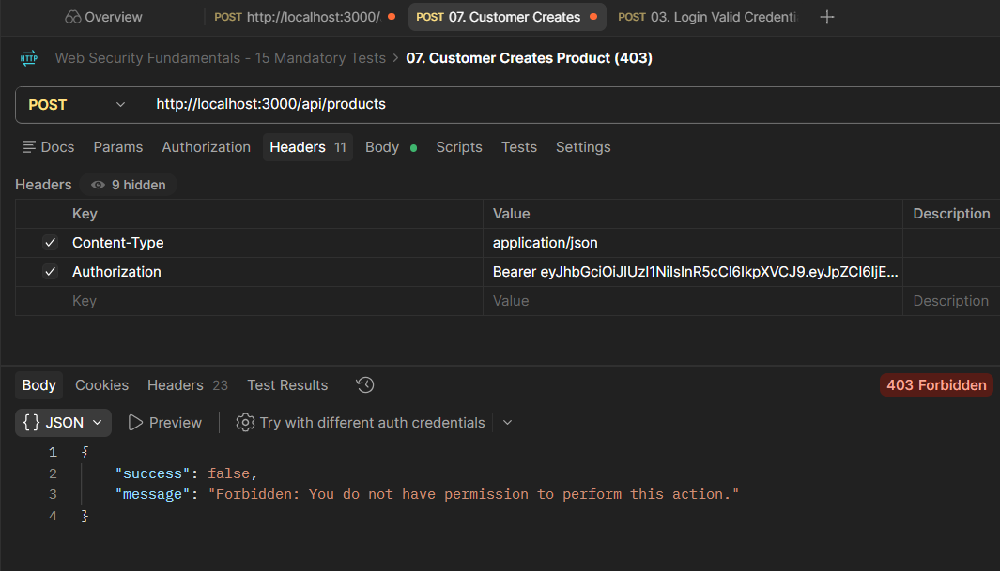 Overview POST http://localhost:3000/ POST 07. Customer Creates POST 03. Login Valid Credenti
HTTP Web Security Fundamentals - 15 Mandatory Tests > 07. Customer Creates Product (403)
POST http://localhost:3000/api/products
Docs Params Authorization Headers 11 Body Scripts Tests Settings
Headers 9 hidden
Key Value Description
Content-Type application/json
Authorization Bearer eyJhbGciOiJIUzI1NiIsInR5cCI6IkpXVCJ9.eyJpZCI6IjE...
Key Value Description
Body Cookies Headers 23 Test Results 403 Forbidden
{} JSON Preview Try with different auth credentials
1 {
2 "success": false,
3 "message": "Forbidden: You do not have permission to perform this action."
4 }